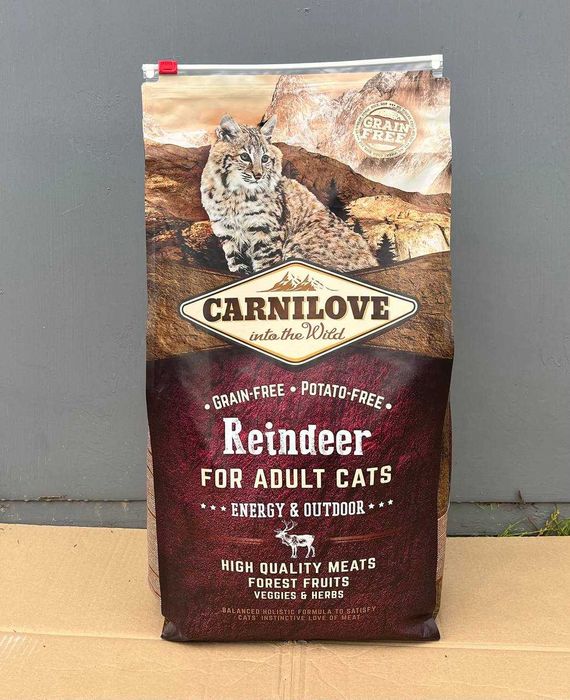 GRAIN
FREE
CARNILOVE
into the Wild
• GRAIN-FREE • POTATO-FREE •
Reindeer
FOR ADULT CATS
★★★ ENERGY & OUTDOOR ★★★
HIGH QUALITY MEATS
FOREST FRUITS
VEGGIES & HERBS
BALANCED HOLISTIC FORMULA TO SATISFY
CATS' INSTINCTIVE LOVE OF MEAT